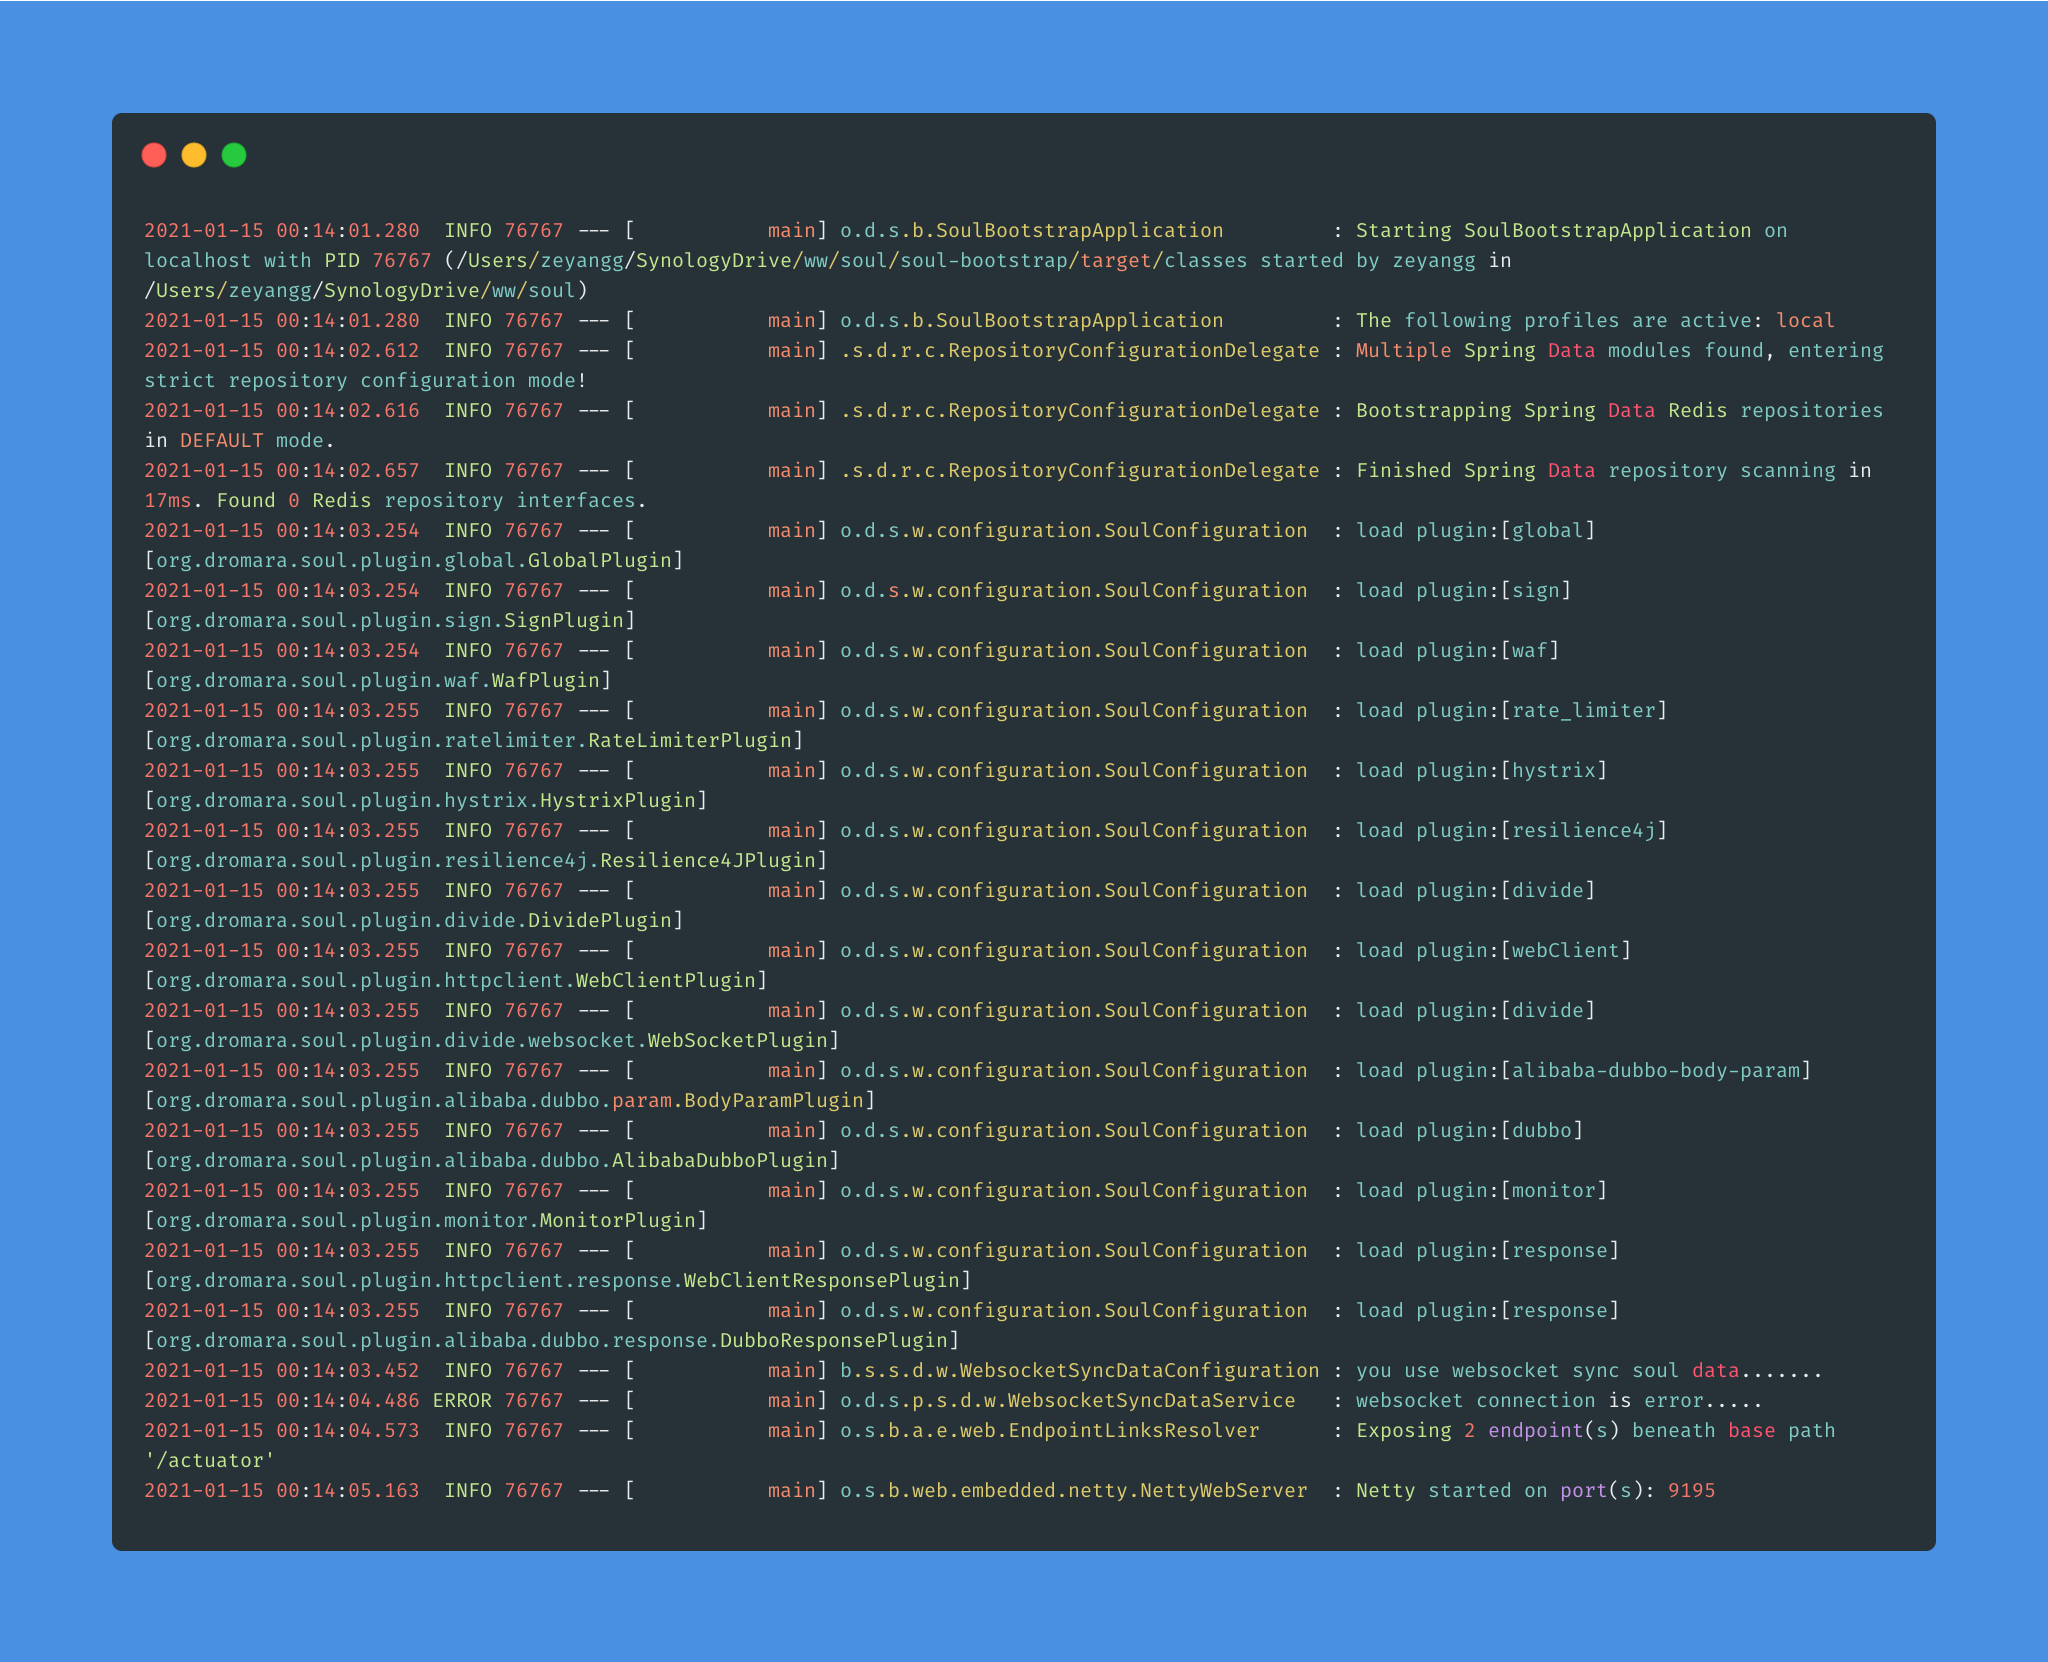 2021-01-15 00:14:01.280  INFO 76767 --- [           main] o.d.s.b.SoulBootstrapApplication         : Starting SoulBootstrapApplication on
localhost with PID 76767 (/Users/zeyangg/SynologyDrive/ww/soul/soul-bootstrap/target/classes started by zeyangg in
/Users/zeyangg/SynologyDrive/ww/soul)
2021-01-15 00:14:01.280  INFO 76767 --- [           main] o.d.s.b.SoulBootstrapApplication         : The following profiles are active: local
2021-01-15 00:14:02.612  INFO 76767 --- [           main] .s.d.r.c.RepositoryConfigurationDelegate : Multiple Spring Data modules found, entering
strict repository configuration mode!
2021-01-15 00:14:02.616  INFO 76767 --- [           main] .s.d.r.c.RepositoryConfigurationDelegate : Bootstrapping Spring Data Redis repositories
in DEFAULT mode.
2021-01-15 00:14:02.657  INFO 76767 --- [           main] .s.d.r.c.RepositoryConfigurationDelegate : Finished Spring Data repository scanning in
17ms. Found 0 Redis repository interfaces.
2021-01-15 00:14:03.254  INFO 76767 --- [           main] o.d.s.w.configuration.SoulConfiguration  : load plugin:[global]
[org.dromara.soul.plugin.global.GlobalPlugin]
2021-01-15 00:14:03.254  INFO 76767 --- [           main] o.d.s.w.configuration.SoulConfiguration  : load plugin:[sign]
[org.dromara.soul.plugin.sign.SignPlugin]
2021-01-15 00:14:03.254  INFO 76767 --- [           main] o.d.s.w.configuration.SoulConfiguration  : load plugin:[waf]
[org.dromara.soul.plugin.waf.WafPlugin]
2021-01-15 00:14:03.255  INFO 76767 --- [           main] o.d.s.w.configuration.SoulConfiguration  : load plugin:[rate_limiter]
[org.dromara.soul.plugin.ratelimiter.RateLimiterPlugin]
2021-01-15 00:14:03.255  INFO 76767 --- [           main] o.d.s.w.configuration.SoulConfiguration  : load plugin:[hystrix]
[org.dromara.soul.plugin.hystrix.HystrixPlugin]
2021-01-15 00:14:03.255  INFO 76767 --- [           main] o.d.s.w.configuration.SoulConfiguration  : load plugin:[resilience4j]
[org.dromara.soul.plugin.resilience4j.Resilience4JPlugin]
2021-01-15 00:14:03.255  INFO 76767 --- [           main] o.d.s.w.configuration.SoulConfiguration  : load plugin:[divide]
[org.dromara.soul.plugin.divide.DividePlugin]
2021-01-15 00:14:03.255  INFO 76767 --- [           main] o.d.s.w.configuration.SoulConfiguration  : load plugin:[webClient]
[org.dromara.soul.plugin.httpclient.WebClientPlugin]
2021-01-15 00:14:03.255  INFO 76767 --- [           main] o.d.s.w.configuration.SoulConfiguration  : load plugin:[divide]
[org.dromara.soul.plugin.divide.websocket.WebSocketPlugin]
2021-01-15 00:14:03.255  INFO 76767 --- [           main] o.d.s.w.configuration.SoulConfiguration  : load plugin:[alibaba-dubbo-body-param]
[org.dromara.soul.plugin.alibaba.dubbo.param.BodyParamPlugin]
2021-01-15 00:14:03.255  INFO 76767 --- [           main] o.d.s.w.configuration.SoulConfiguration  : load plugin:[dubbo]
[org.dromara.soul.plugin.alibaba.dubbo.AlibabaDubboPlugin]
2021-01-15 00:14:03.255  INFO 76767 --- [           main] o.d.s.w.configuration.SoulConfiguration  : load plugin:[monitor]
[org.dromara.soul.plugin.monitor.MonitorPlugin]
2021-01-15 00:14:03.255  INFO 76767 --- [           main] o.d.s.w.configuration.SoulConfiguration  : load plugin:[response]
[org.dromara.soul.plugin.httpclient.response.WebClientResponsePlugin]
2021-01-15 00:14:03.255  INFO 76767 --- [           main] o.d.s.w.configuration.SoulConfiguration  : load plugin:[response]
[org.dromara.soul.plugin.alibaba.dubbo.response.DubboResponsePlugin]
2021-01-15 00:14:03.452  INFO 76767 --- [           main] b.s.s.d.w.WebsocketSyncDataConfiguration : you use websocket sync soul data.......
2021-01-15 00:14:04.486 ERROR 76767 --- [           main] o.d.s.p.s.d.w.WebsocketSyncDataService   : websocket connection is error.....
2021-01-15 00:14:04.573  INFO 76767 --- [           main] o.s.b.a.e.web.EndpointLinksResolver      : Exposing 2 endpoint(s) beneath base path
'/actuator'
2021-01-15 00:14:05.163  INFO 76767 --- [           main] o.s.b.web.embedded.netty.NettyWebServer  : Netty started on port(s): 9195